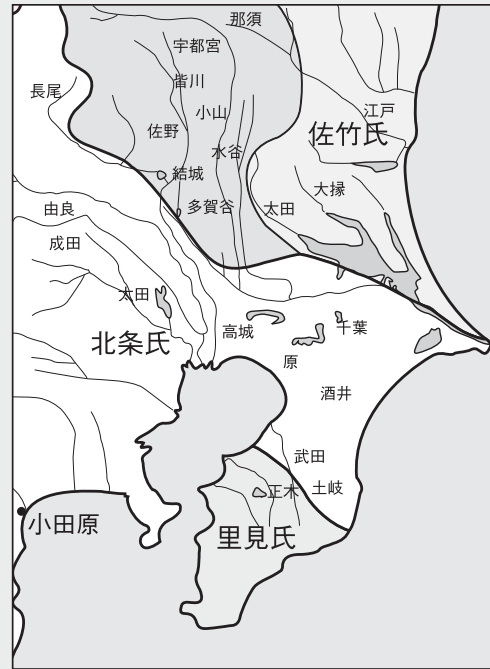 那須
宇都宮
皆川
長尾
小山
江戸
佐野
佐竹氏
水谷
結城
大掾
多賀谷
太田
由良
成田
太田
高城
千葉
北条氏
原
酒井
武田
正木
土岐
小田原
里見氏